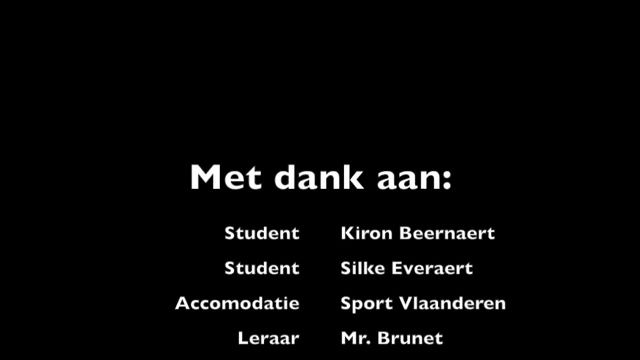 Met dank aan:
Student Kiron Beernaert
Student Silke Everaert
Accomodatie Sport Vlaanderen
Leraar Mr. Brunet